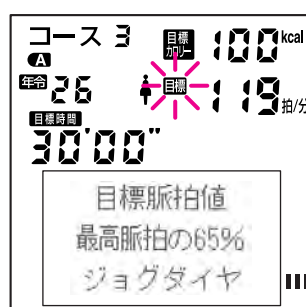 コース 3 目標カロリー 100 kcal
A
年令 26 目標 119 拍/分
目標時間
30'00"
目標脈拍値
最高脈拍の65%
ジョグダイヤ